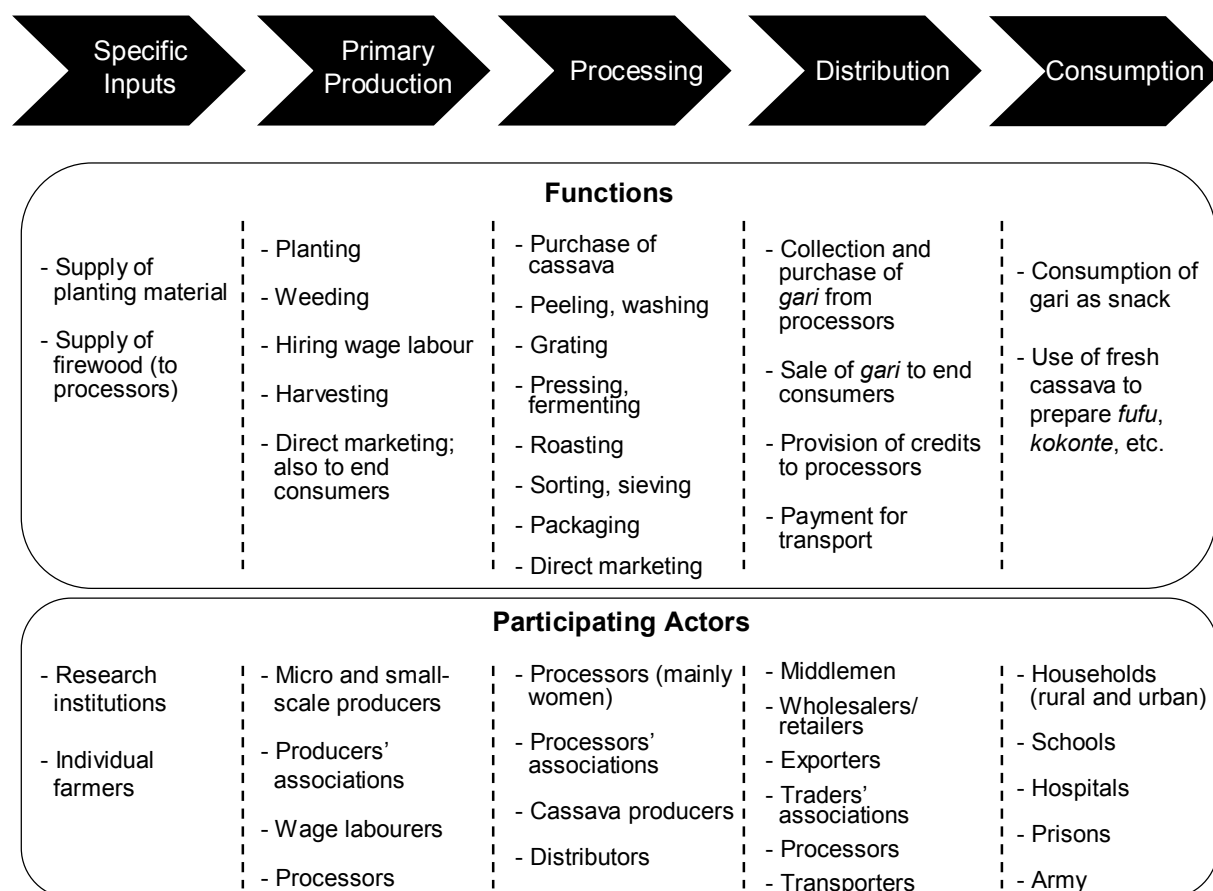 Specific
Inputs
Primary
Production
Processing
Distribution
Consumption
Functions
- Supply of
planting material
- Supply of
firewood (to
processors)
- Planting
- Weeding
- Hiring wage labour
- Harvesting
- Direct marketing;
also to end
consumers
- Purchase of
cassava
- Peeling, washing
- Grating
- Pressing,
fermenting
- Roasting
- Sorting, sieving
- Packaging
- Direct marketing
- Collection and
purchase of
gari from
processors
- Sale of gari to end
consumers
- Provision of credits
to processors
- Payment for
transport
- Consumption of
gari as snack
- Use of fresh
cassava to
prepare fufu,
kokonte, etc.
Participating Actors
- Research
institutions
- Individual
farmers
- Micro and small-
scale producers
- Producers’
associations
- Wage labourers
- Processors
- Processors (mainly
women)
- Processors’
associations
- Cassava producers
- Distributors
- Middlemen
- Wholesalers/
retailers
- Exporters
- Traders’
associations
- Processors
- Transporters
- Households
(rural and urban)
- Schools
- Hospitals
- Prisons
- Army